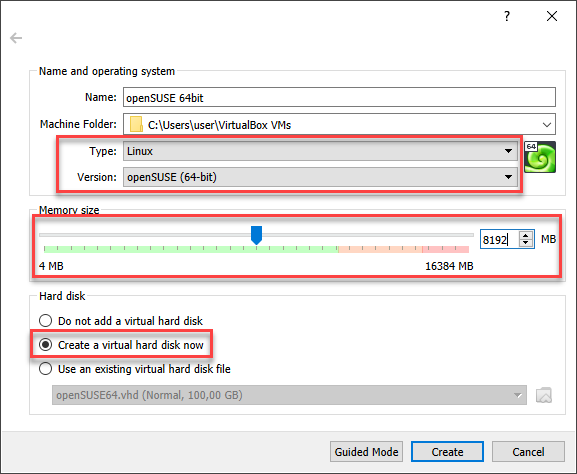 ?
Name and operating system
Name: openSUSE 64bit
Machine Folder: C:\Users\user\VirtualBox VMs
Type: Linux
64
Version: openSUSE (64-bit)
Memory size
8192 MB
4 MB 16384 MB
Hard disk
Do not add a virtual hard disk
Create a virtual hard disk now
Use an existing virtual hard disk file
openSUSE64.vhd (Normal, 100,00 GB)
Guided Mode Create Cancel